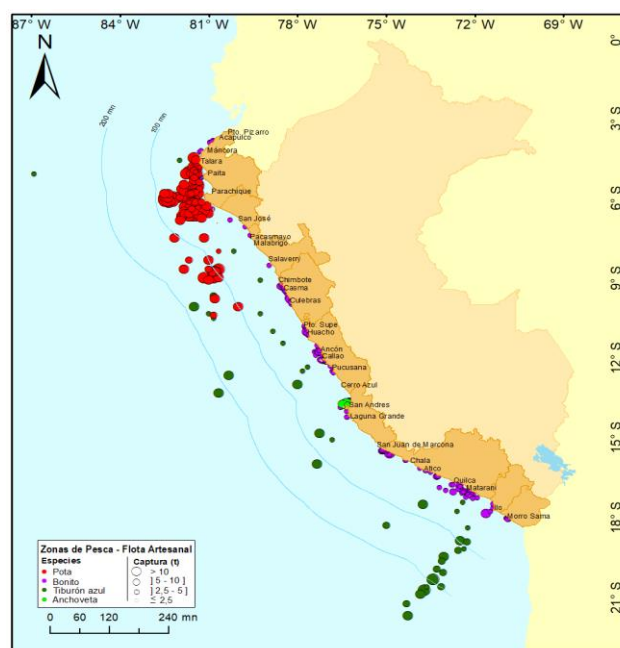 87° W 84° W 81° W 78° W 75° W 72° W 69° W
N
0°
3° S
6° S
9° S
12° S
15° S
18° S
21° S
200 mn
100 mn
Pto. Pizarro
Acapulco
Máncora
Talara
Paita
Parachique
San José
Pacasmayo
Malabrigo
Salaverry
Chimbote
Casma
Culebras
Pto. Supe
Huacho
Ancón
Callao
Pucusana
Cerro Azul
San Andres
Laguna Grande
San Juan de Marcona
Chala
Atico
Quilca
Matarani
Ilo
Morro Sama
Zonas de Pesca - Flota Artesanal
Especies Captura (t)
Pota > 10
Bonito ] 5 - 10 ]
Tiburón azul ] 2,5 - 5 ]
Anchoveta ≤ 2,5
0 60 120 240 mn